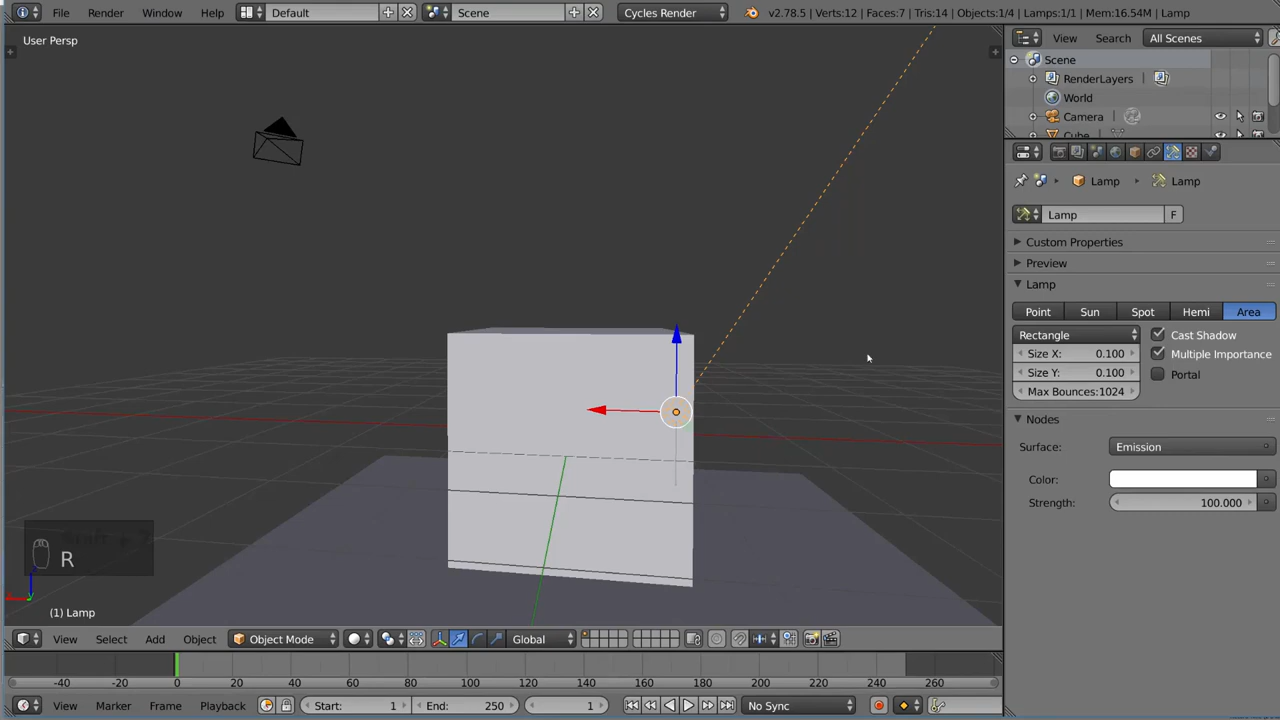 File Render Window Help Default Scene Cycles Render v2.78.5 | Verts:12 | Faces:7 | Tris:14 | Objects:1/4 | Lamps:1/1 | Mem:16.54M | Lamp
User Persp
View Search All Scenes
Scene
RenderLayers
World
Camera
Cube
Lamp Lamp
Lamp F
Custom Properties
Preview
Lamp
Point Sun Spot Hemi Area
Rectangle Cast Shadow
Size X: 0.100 Multiple Importance
Size Y: 0.100 Portal
Max Bounces:1024
Nodes
Surface: Emission
Color:
Strength: 100.000
R
(1) Lamp
View Select Add Object Object Mode Global
-40 -20 0 20 40 60 80 100 120 140 160 180 200 220 240 260
View Marker Frame Playback Start: 1 End: 250 1 No Sync